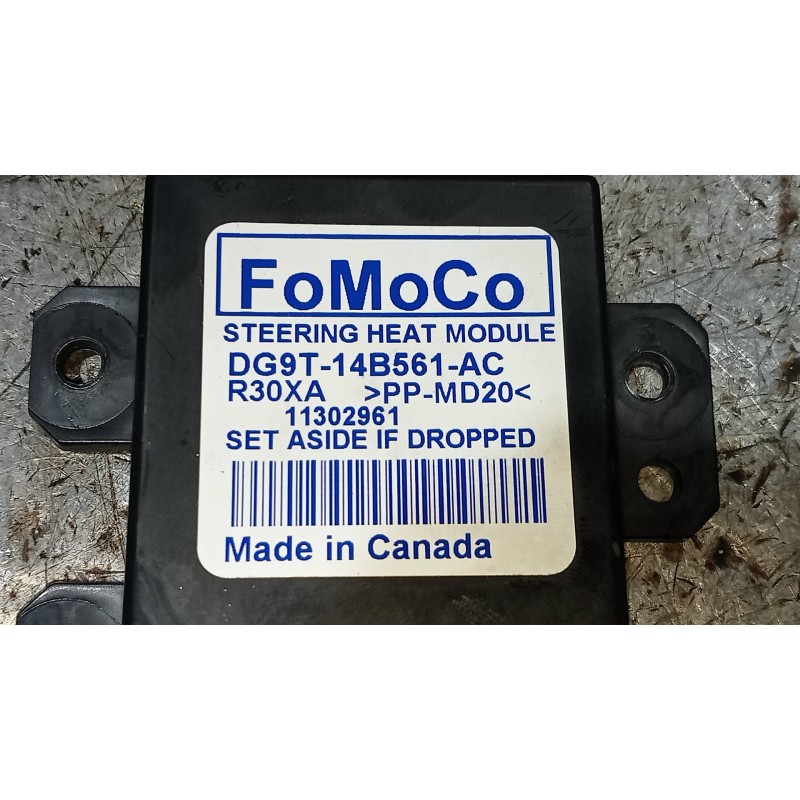 FoMoCo
STEERING HEAT MODULE
DG9T-14B561-AC
R30XA >PP-MD20<
11302961
SET ASIDE IF DROPPED
Made in Canada